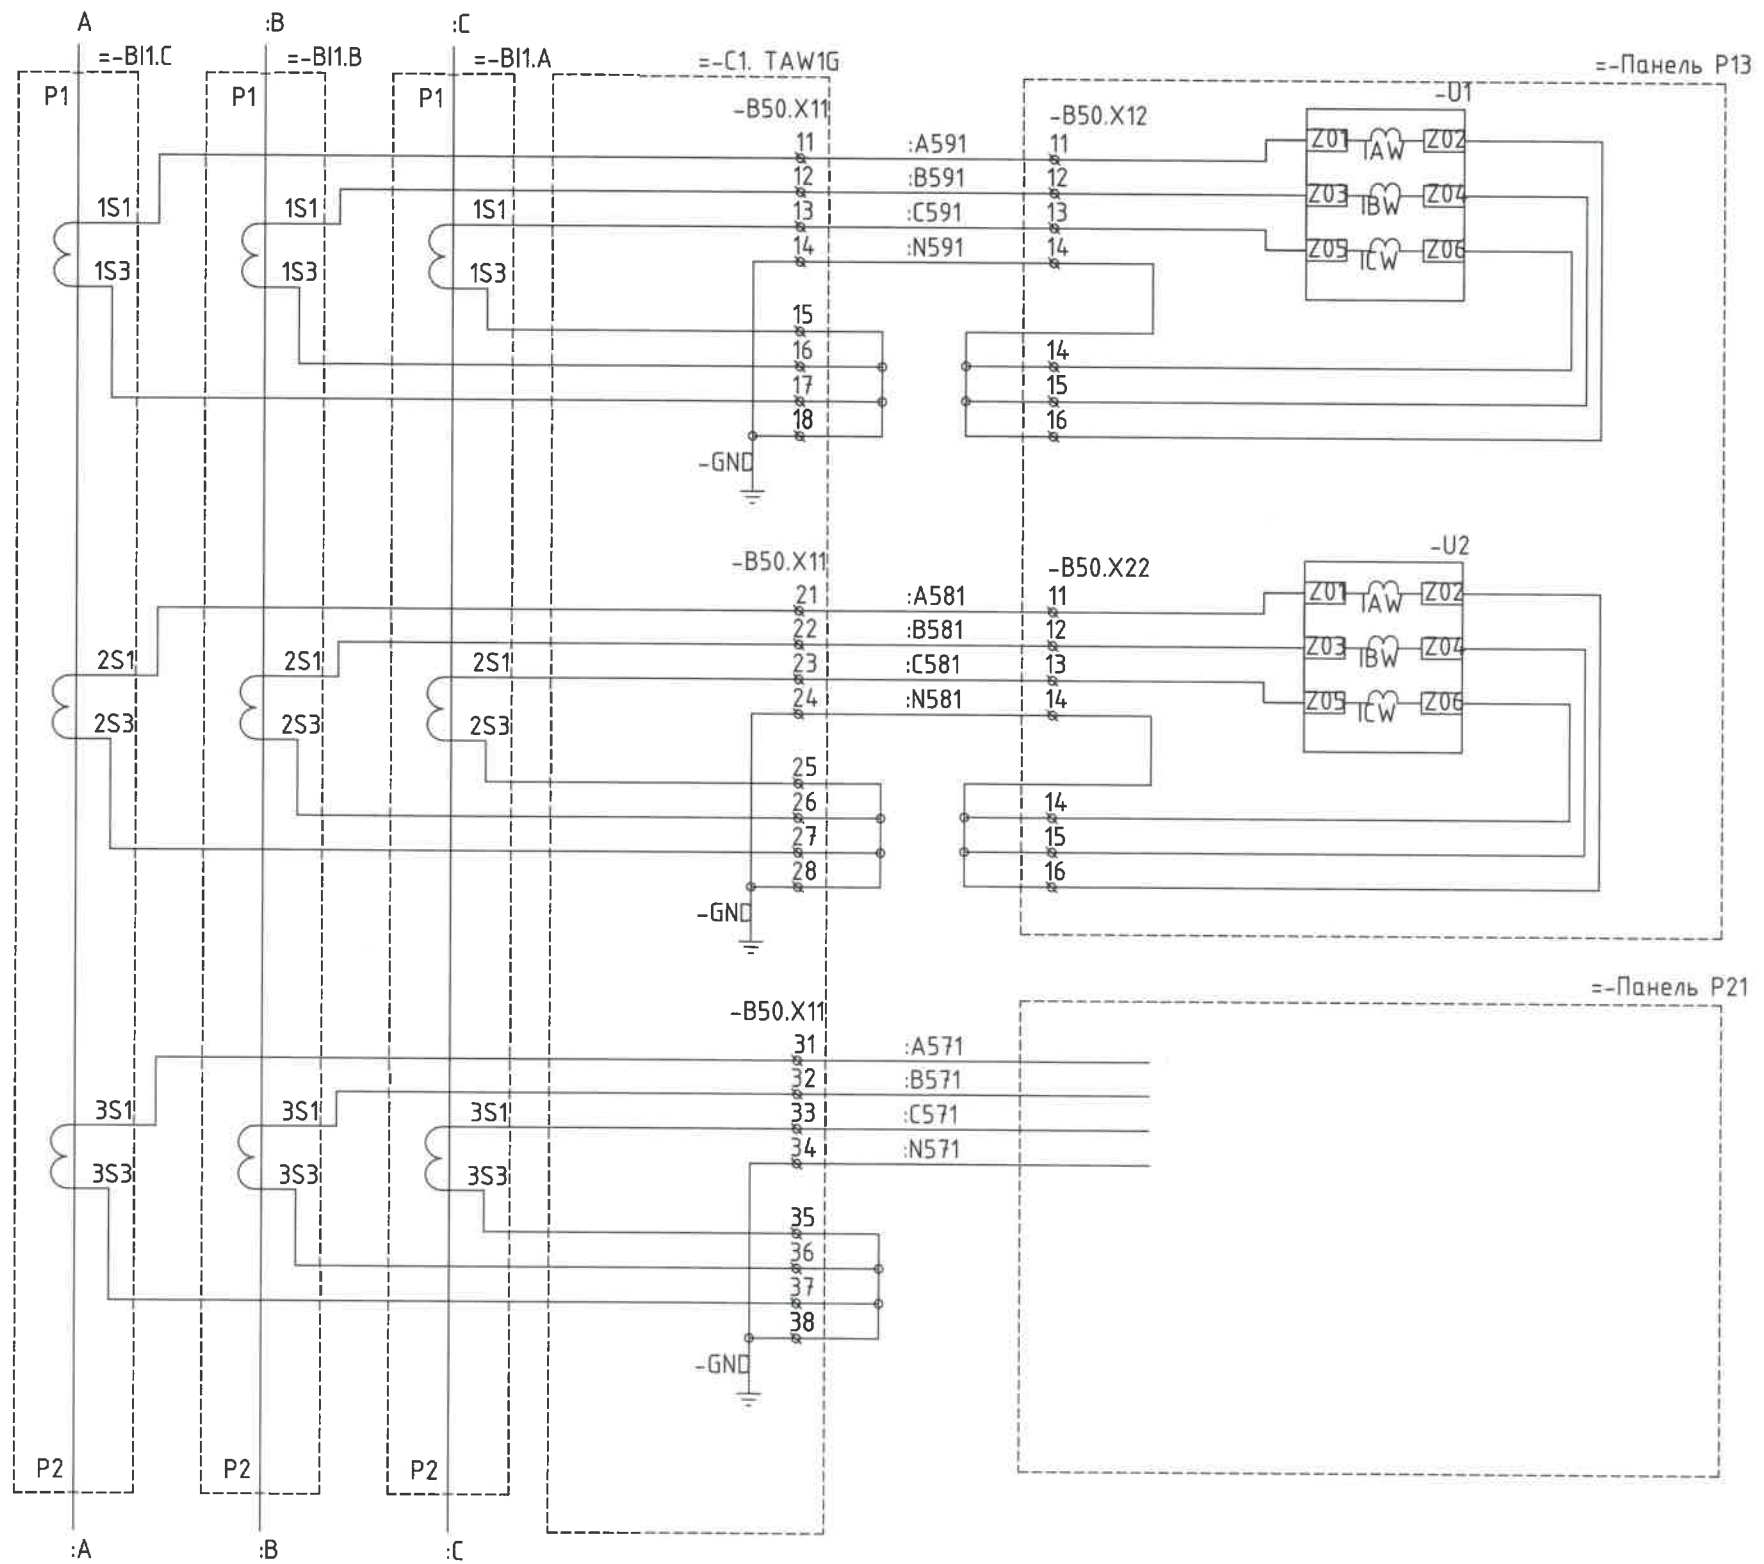 A :B :C
=-BI1.C =-BI1.B =-BI1.A =-C1. TAW1G =-Панель P13
P1 P1 P1 -B50.X11 -B50.X12 -U1
11 :A591 11 Z01 IAW Z02
12 :B591 12
1S1 1S1 1S1 13 :C591 13 Z03 IBW Z04
14 :N591 14 Z05 ICW Z06
1S3 1S3 1S3
15
16 14
17 15
18 16
-GND
-B50.X11 -B50.X22 -U2
21 :A581 11 Z01 IAW Z02
22 :B581 12
2S1 2S1 2S1 23 :C581 13 Z03 IBW Z04
24 :N581 14 Z05 ICW Z06
2S3 2S3 2S3
25
26 14
27 15
28 16
-GND
=-Панель P21
-B50.X11
31 :A571
32 :B571
3S1 3S1 3S1 33 :C571
34 :N571
3S3 3S3 3S3
35
36
37
38
-GND
P2 P2 P2
:A :B :C